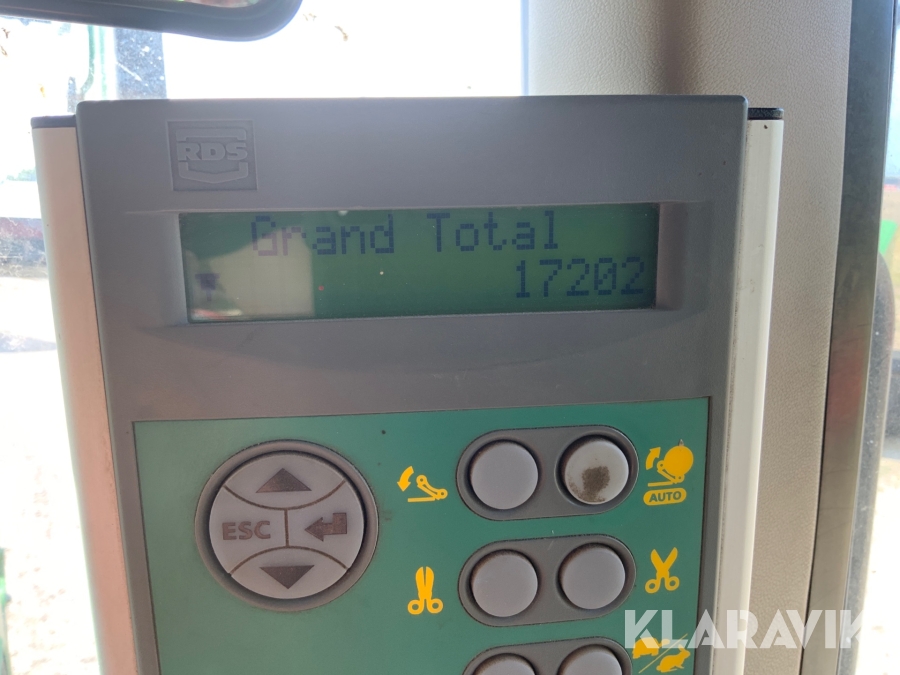 RDS
Grand Total
17202
ESC
AUTO
KLARAVIK